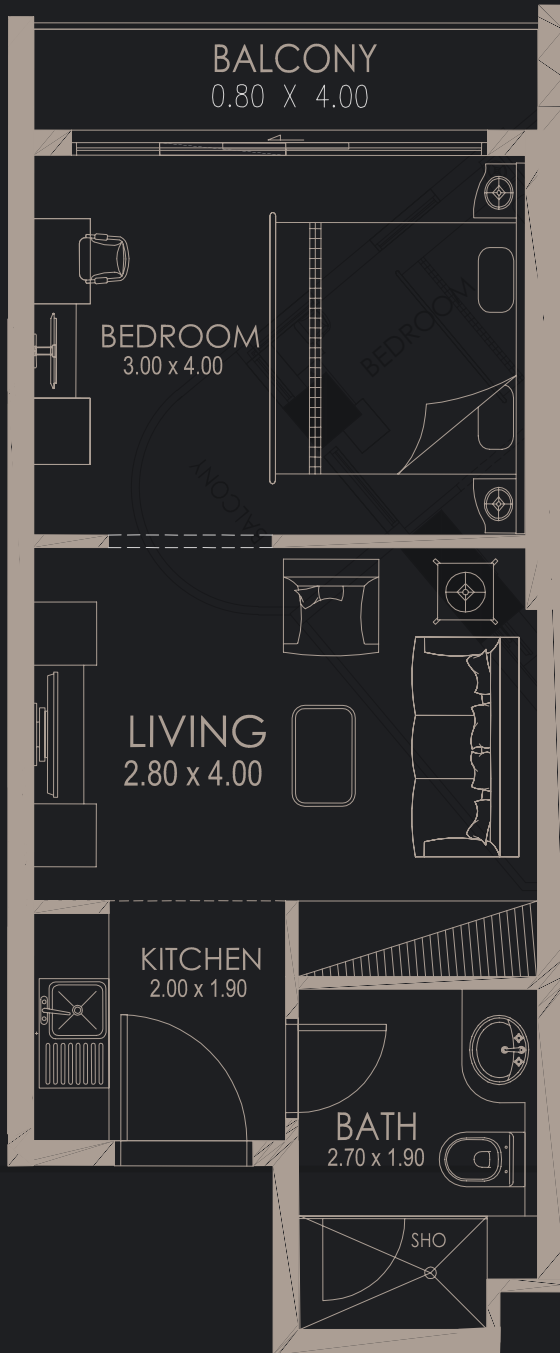 BALCONY
0.80 X 4.00
BEDROOM
BEDROOM
3.00 x 4.00
BALCONY
LIVING
2.80 x 4.00
KITCHEN
2.00 x 1.90
BATH
2.70 x 1.90
SHO